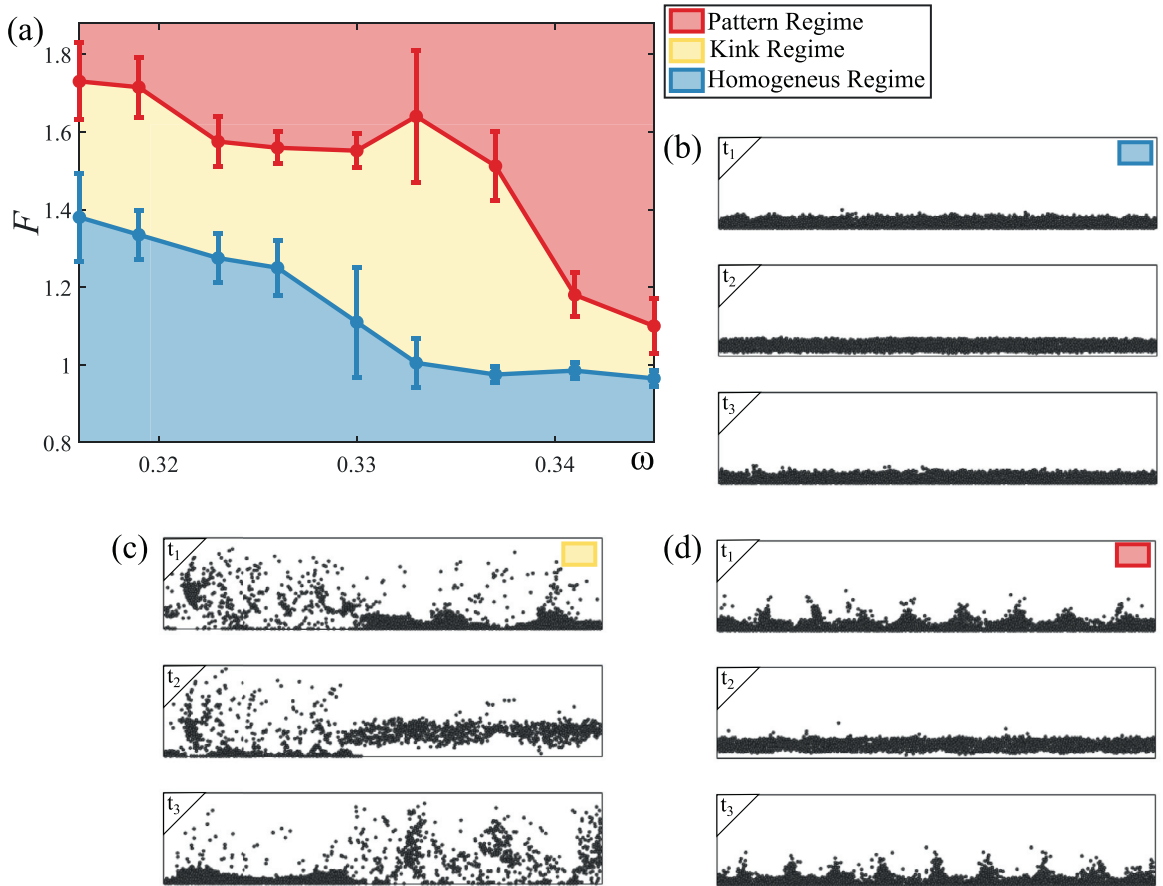 (a)
1.8
1.6
1.4
1.2
1
0.8
F
0.32
0.33
0.34
ω
Pattern Regime
Kink Regime
Homogeneus Regime
(b)
t1
t2
t3
(c)
t1
t2
t3
(d)
t1
t2
t3